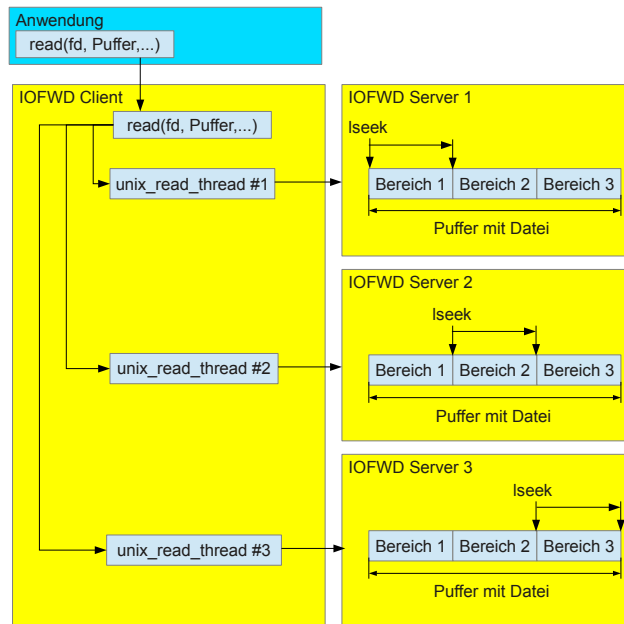 Anwendung
read(fd, Puffer,...)
IOFWD Client
read(fd, Puffer,...)
unix_read_thread #1
unix_read_thread #2
unix_read_thread #3
IOFWD Server 1
lseek
Bereich 1 Bereich 2 Bereich 3
Puffer mit Datei
IOFWD Server 2
lseek
Bereich 1 Bereich 2 Bereich 3
Puffer mit Datei
IOFWD Server 3
lseek
Bereich 1 Bereich 2 Bereich 3
Puffer mit Datei